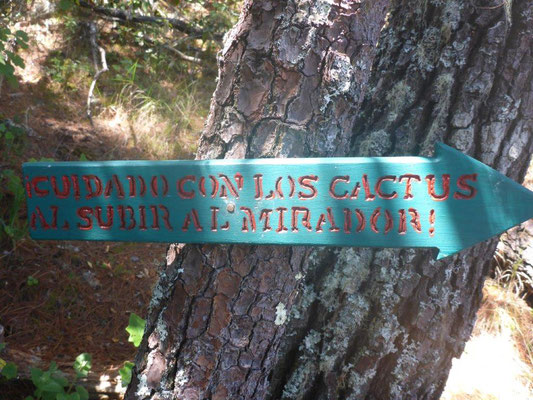 ¡CUIDADO CON LOS CACTUS
AL SUBIR AL MIRADOR!